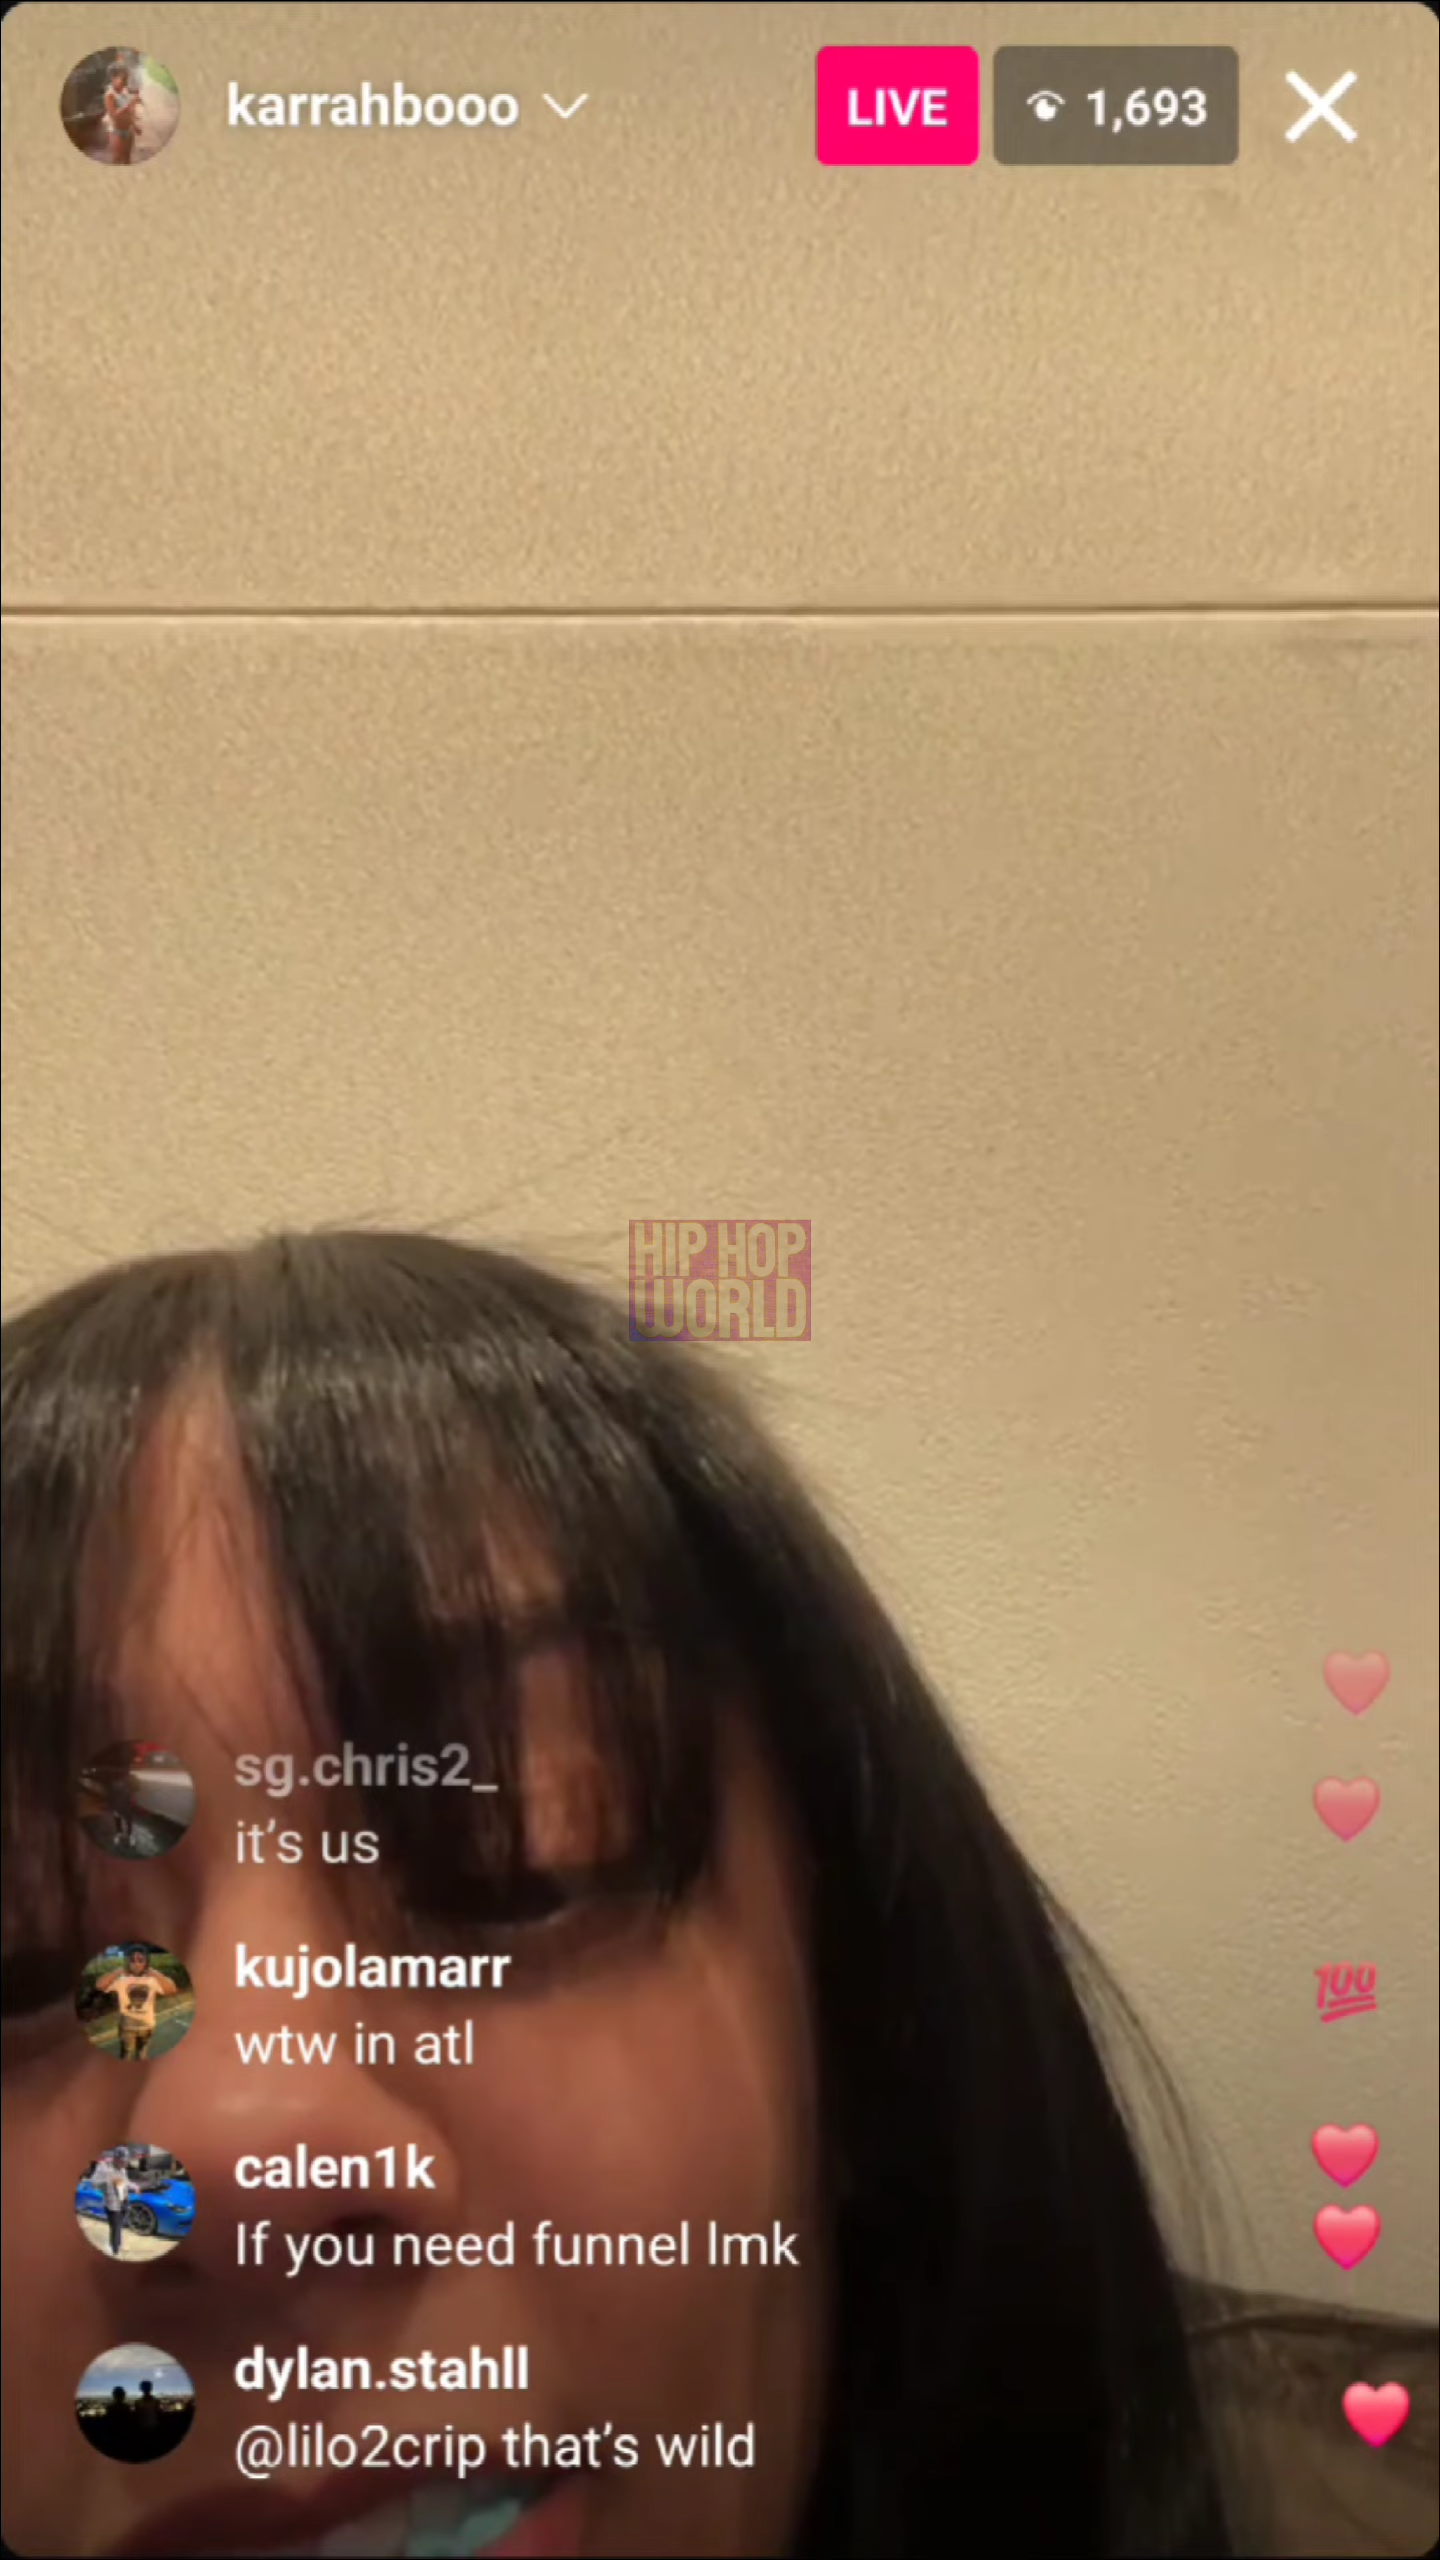 karrahbooo
LIVE
1,693
HIP HOP
WORLD
sg.chris2_
it's us
kujolamarr
wtw in atl
calen1k
If you need funnel lmk
dylan.stahll
@lilo2crip that's wild